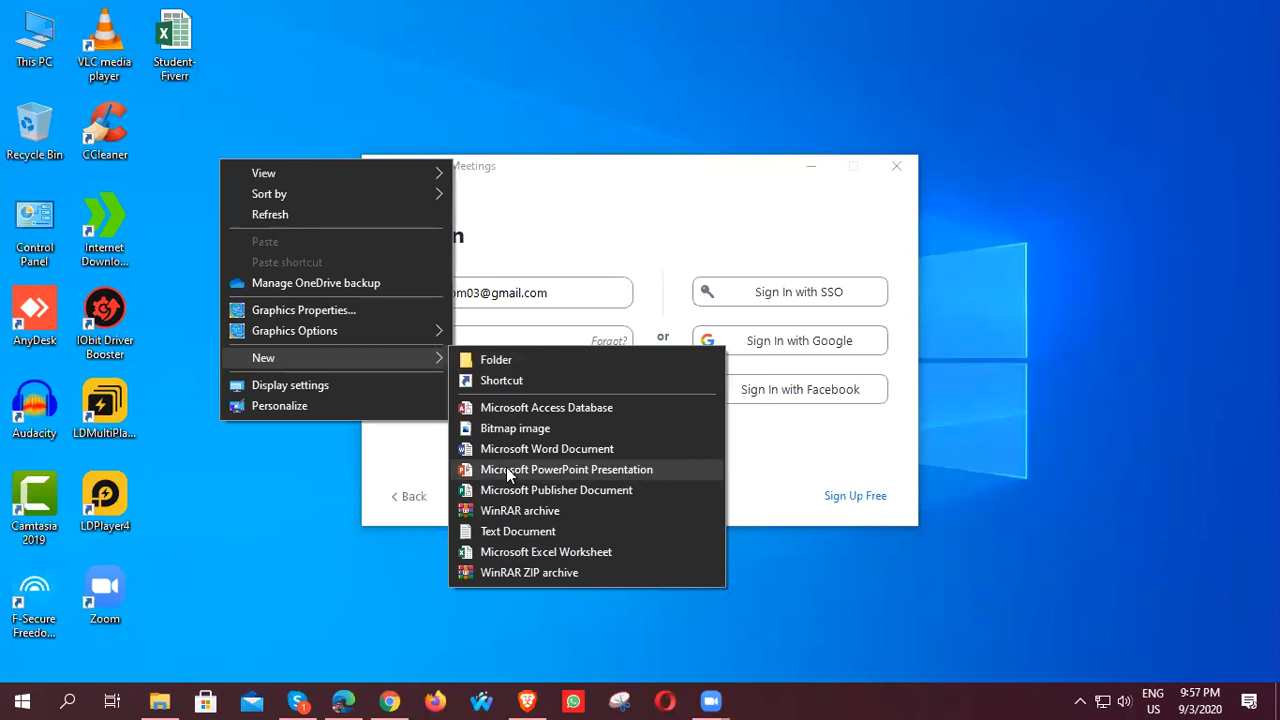 This PC
VLC media
player
Student-
Fiverr
Recycle Bin
CCleaner
Control
Panel
Internet
Downlo...
AnyDesk
IObit Driver
Booster
Audacity
LDMultiPla...
Camtasia
2019
LDPlayer4
F-Secure
Freedo...
Zoom
View
Sort by
Refresh
Paste
Paste shortcut
Manage OneDrive backup
Graphics Properties...
Graphics Options
New
Display settings
Personalize
Folder
Shortcut
Microsoft Access Database
Bitmap image
Microsoft Word Document
Microsoft PowerPoint Presentation
Microsoft Publisher Document
WinRAR archive
Text Document
Microsoft Excel Worksheet
WinRAR ZIP archive
Meetings
n
om03@gmail.com
Forgot?
or
Sign In with SSO
Sign In with Google
Sign In with Facebook
Back
Sign Up Free
ENG
US
9:57 PM
9/3/2020